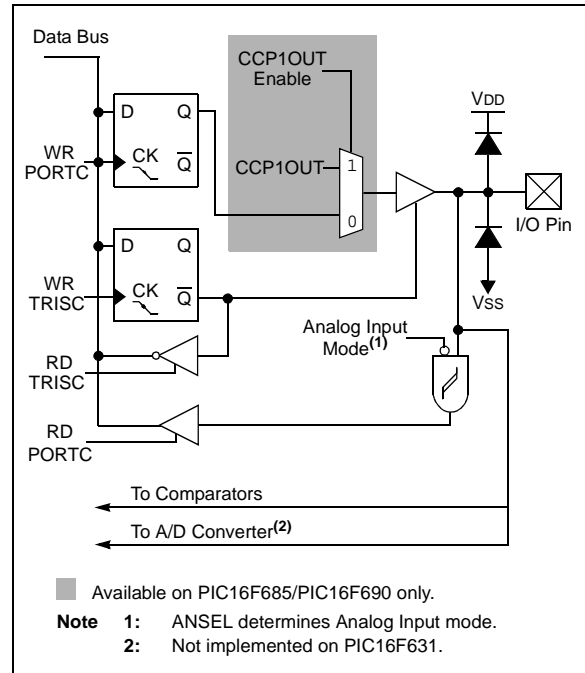 Data Bus
CCP1OUT
Enable
VDD
D Q
WR
PORTC
CK
Q
CCP1OUT
1
0
I/O Pin
D Q
WR
TRISC
CK
Q
VSS
Analog Input
Mode(1)
RD
TRISC
RD
PORTC
To Comparators
To A/D Converter(2)
Available on PIC16F685/PIC16F690 only.
Note 1: ANSEL determines Analog Input mode.
2: Not implemented on PIC16F631.